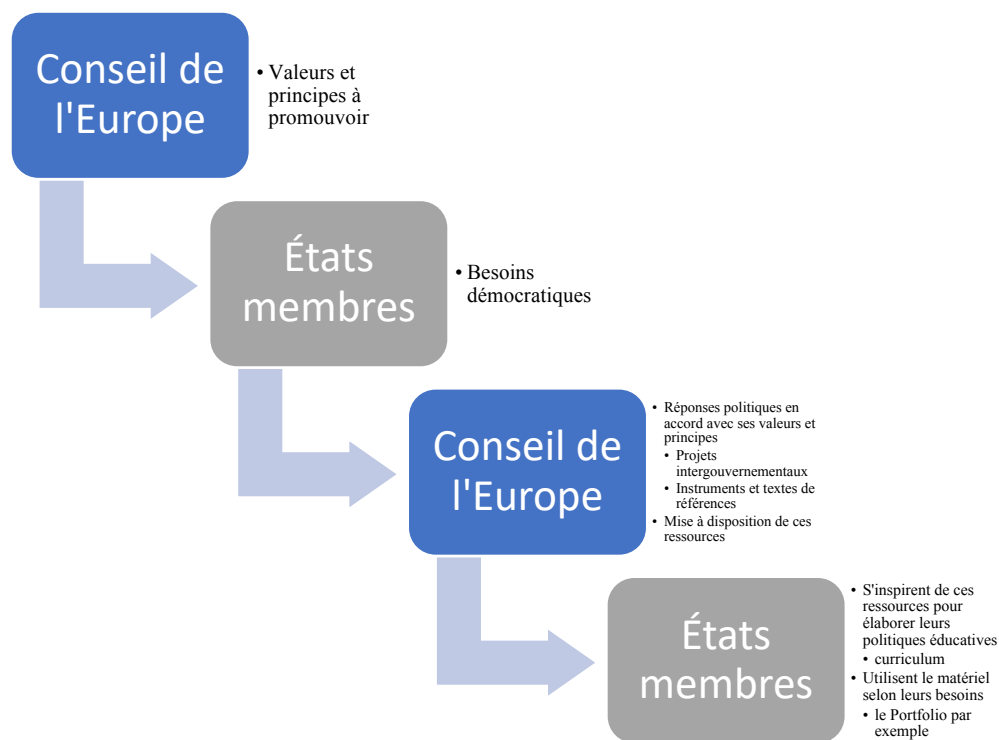 Conseil de
l'Europe
• Valeurs et
principes à
promouvoir
États
membres
• Besoins
démocratiques
Conseil de
l'Europe
• Réponses politiques en
accord avec ses valeurs et
principes
• Projets
intergouvernementaux
• Instruments et textes de
références
• Mise à disposition de ces
ressources
États
membres
• S'inspirent de ces
ressources pour
élaborer leurs
politiques éducatives
• curriculum
• Utilisent le matériel
selon leurs besoins
• le Portfolio par
exemple